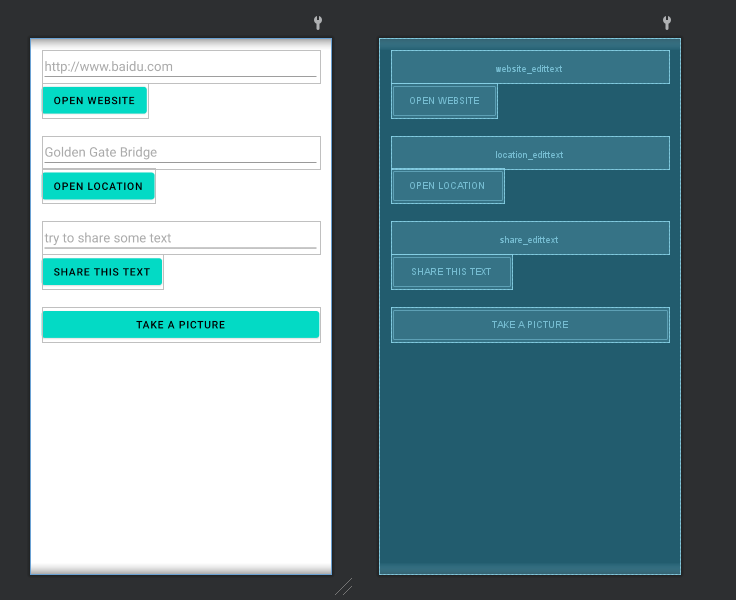 http://www.baidu.com
OPEN WEBSITE
Golden Gate Bridge
OPEN LOCATION
try to share some text
SHARE THIS TEXT
TAKE A PICTURE
website_edittext
OPEN WEBSITE
location_edittext
OPEN LOCATION
share_edittext
SHARE THIS TEXT
TAKE A PICTURE